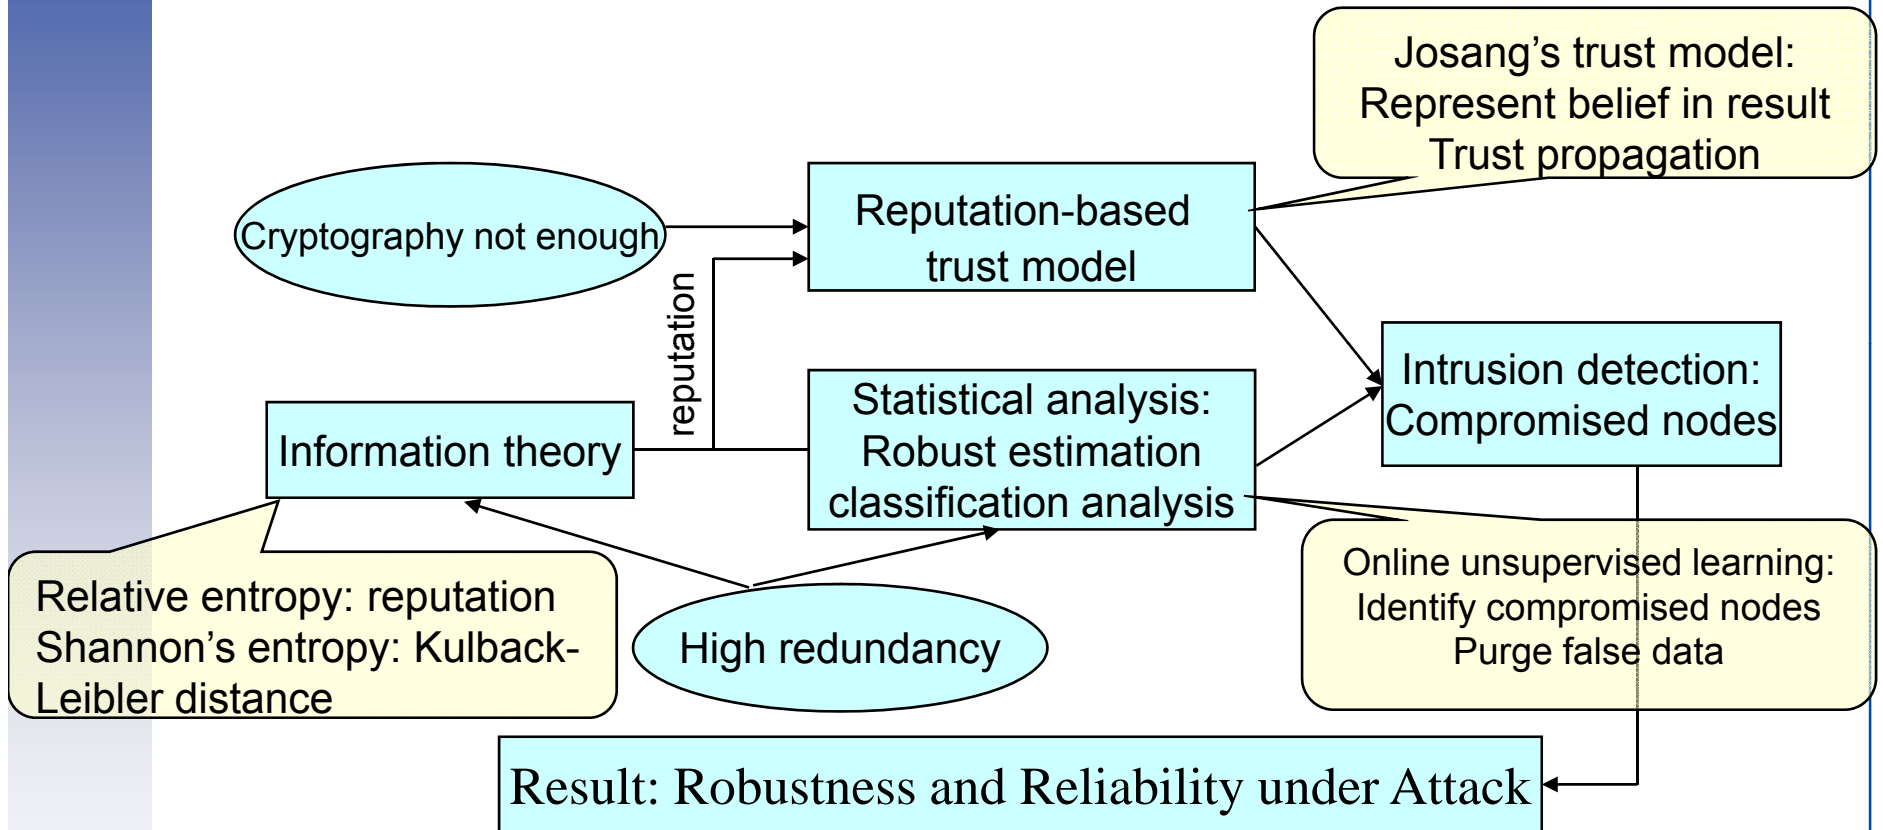 Josang’s trust model:
Represent belief in result
Trust propagation
Cryptography not enough
Reputation-based
trust model
reputation
Intrusion detection:
Compromised nodes
Information theory
Statistical analysis:
Robust estimation
classification analysis
Relative entropy: reputation
Shannon’s entropy: Kulback-
Leibler distance
High redundancy
Online unsupervised learning:
Identify compromised nodes
Purge false data
Result: Robustness and Reliability under Attack